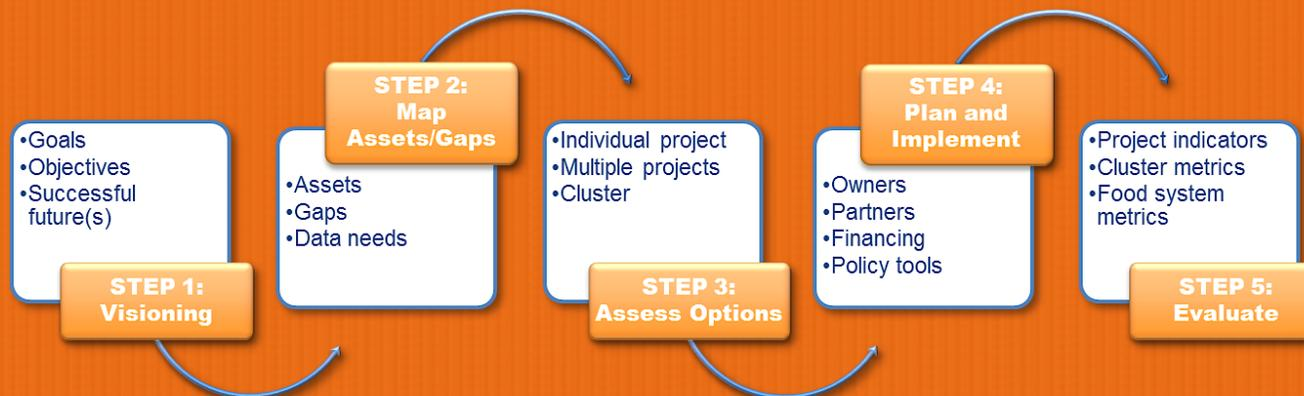 •Goals
•Objectives
•Successful
future(s)
STEP 1:
Visioning
STEP 2:
Map
Assets/Gaps
•Assets
•Gaps
•Data needs
•Individual project
•Multiple projects
•Cluster
STEP 3:
Assess Options
STEP 4:
Plan and
Implement
•Owners
•Partners
•Financing
•Policy tools
•Project indicators
•Cluster metrics
•Food system
metrics
STEP 5:
Evaluate